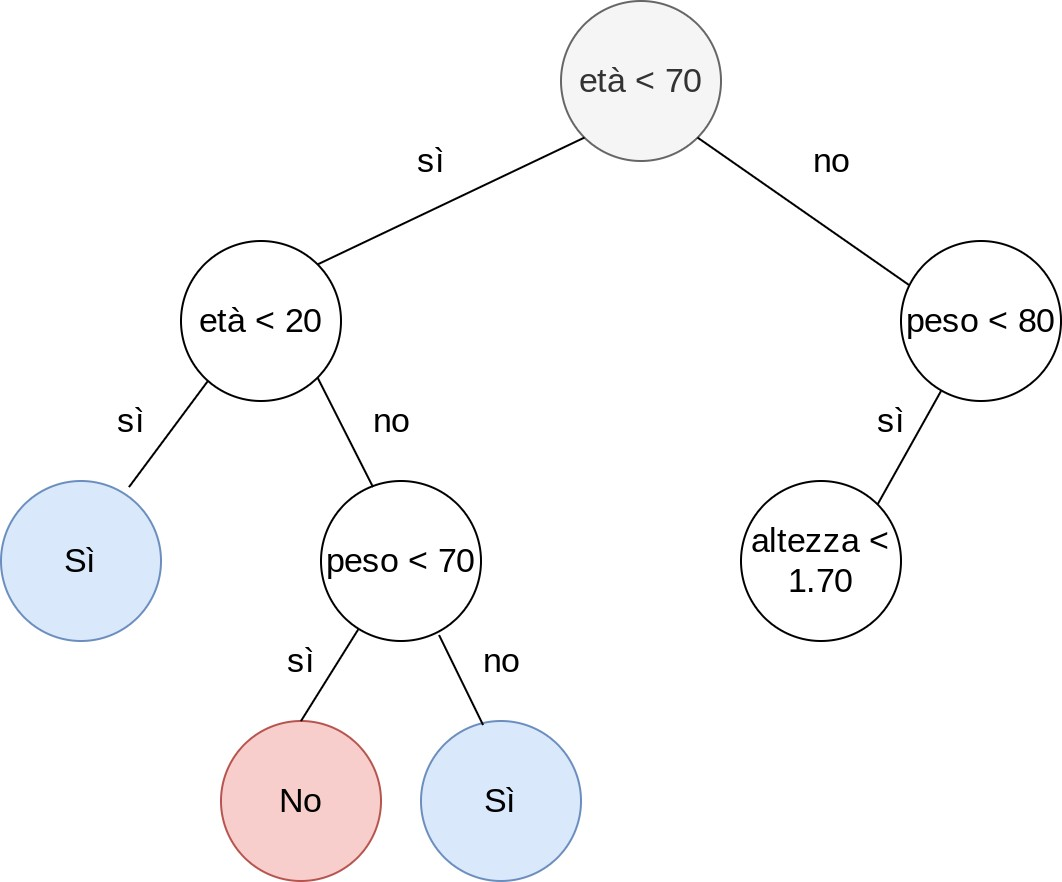 età < 70
sì
no
età < 20
peso < 80
sì
no
sì
Sì
peso < 70
altezza <
1.70
sì
no
No
Sì